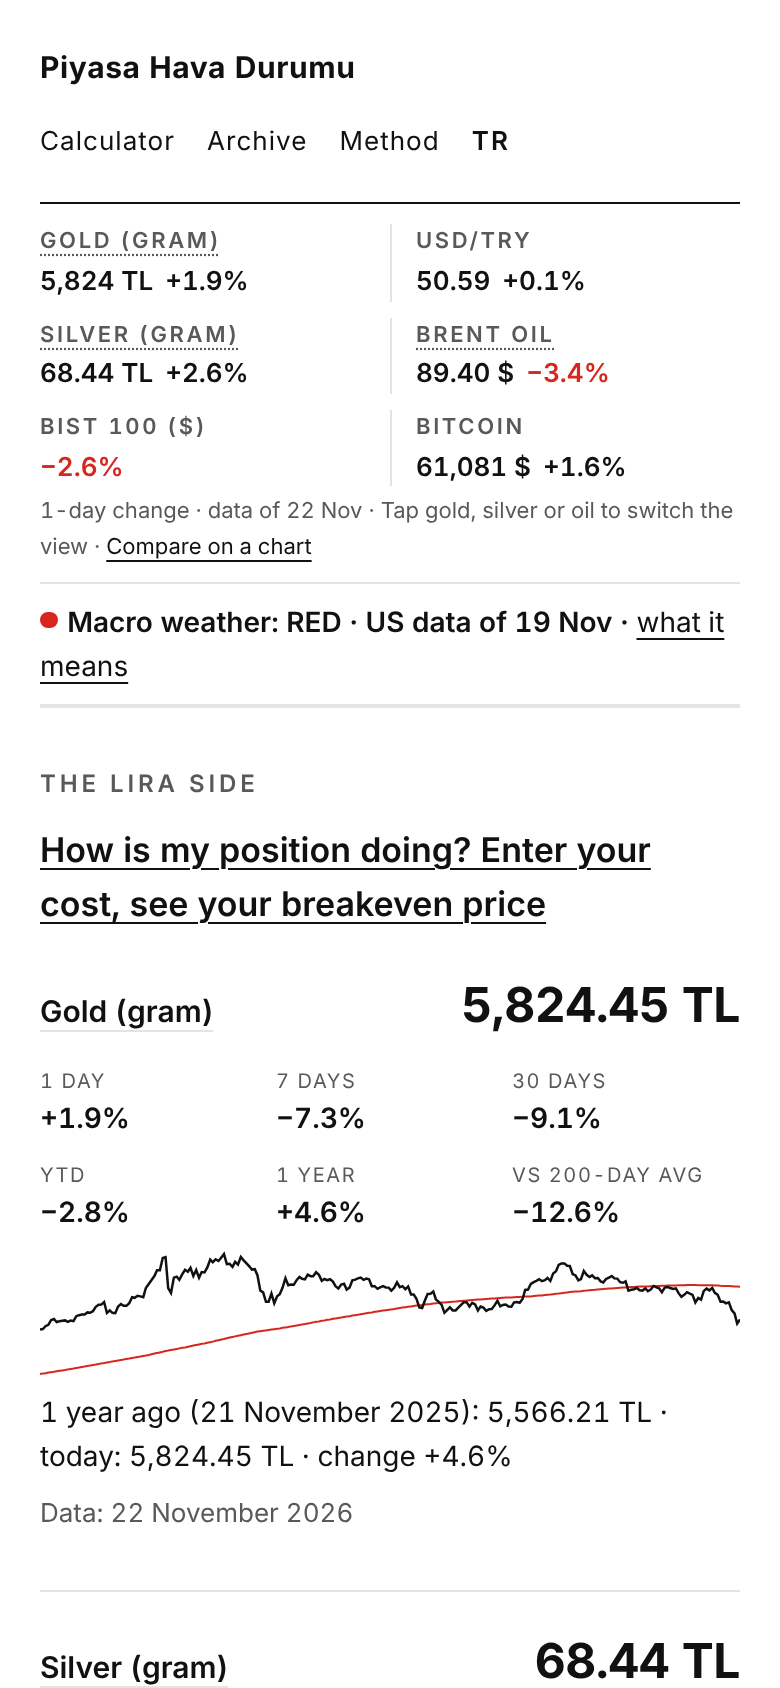 Piyasa Hava Durumu
Calculator Archive Method TR
GOLD (GRAM)
5,824 TL +1.9%
USD/TRY
50.59 +0.1%
SILVER (GRAM)
68.44 TL +2.6%
BRENT OIL
89.40 $ −3.4%
BIST 100 ($)
−2.6%
BITCOIN
61,081 $ +1.6%
1-day change · data of 22 Nov · Tap gold, silver or oil to switch the
view · Compare on a chart
Macro weather: RED · US data of 19 Nov · what it
means
THE LIRA SIDE
How is my position doing? Enter your
cost, see your breakeven price
Gold (gram) 5,824.45 TL
1 DAY 7 DAYS 30 DAYS
+1.9% −7.3% −9.1%
YTD 1 YEAR VS 200-DAY AVG
−2.8% +4.6% −12.6%
1 year ago (21 November 2025): 5,566.21 TL ·
today: 5,824.45 TL · change +4.6%
Data: 22 November 2026
Silver (gram) 68.44 TL